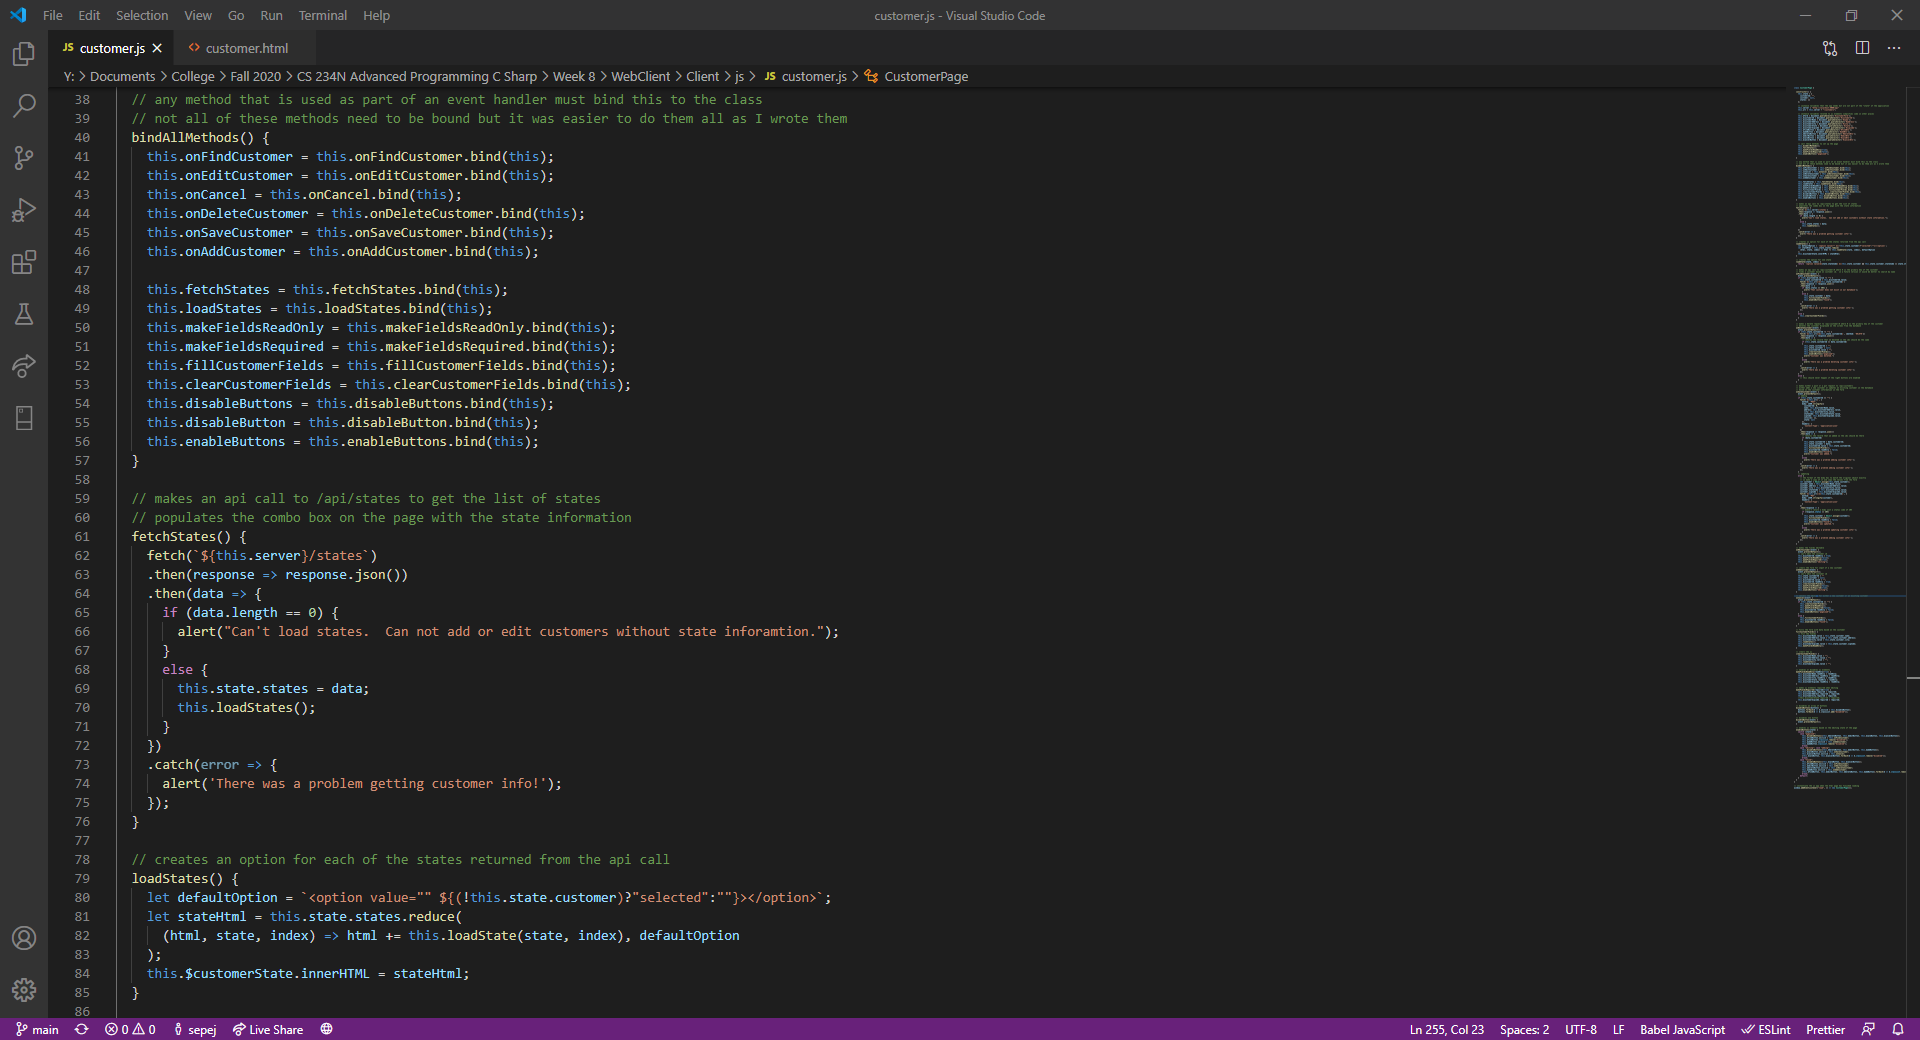 File Edit Selection View Go Run Terminal Help
customer.js - Visual Studio Code
JS customer.js
<> customer.html
Y: > Documents > College > Fall 2020 > CS 234N Advanced Programming C Sharp > Week 8 > WebClient > Client > js > JS customer.js > CustomerPage
38 // any method that is used as part of an event handler must bind this to the class
39 // not all of these methods need to be bound but it was easier to do them all as I wrote them
40 bindAllMethods() {
41 this.onFindCustomer = this.onFindCustomer.bind(this);
42 this.onEditCustomer = this.onEditCustomer.bind(this);
43 this.onCancel = this.onCancel.bind(this);
44 this.onDeleteCustomer = this.onDeleteCustomer.bind(this);
45 this.onSaveCustomer = this.onSaveCustomer.bind(this);
46 this.onAddCustomer = this.onAddCustomer.bind(this);
47
48 this.fetchStates = this.fetchStates.bind(this);
49 this.loadStates = this.loadStates.bind(this);
50 this.makeFieldsReadOnly = this.makeFieldsReadOnly.bind(this);
51 this.makeFieldsRequired = this.makeFieldsRequired.bind(this);
52 this.fillCustomerFields = this.fillCustomerFields.bind(this);
53 this.clearCustomerFields = this.clearCustomerFields.bind(this);
54 this.disableButtons = this.disableButtons.bind(this);
55 this.disableButton = this.disableButton.bind(this);
56 this.enableButtons = this.enableButtons.bind(this);
57 }
58
59 // makes an api call to /api/states to get the list of states
60 // populates the combo box on the page with the state information
61 fetchStates() {
62 fetch(`${this.server}/states`)
63 .then(response => response.json())
64 .then(data => {
65 if (data.length == 0) {
66 alert("Can't load states.  Can not add or edit customers without state inforamtion.");
67 }
68 else {
69 this.state.states = data;
70 this.loadStates();
71 }
72 })
73 .catch(error => {
74 alert('There was a problem getting customer info!');
75 });
76 }
77
78 // creates an option for each of the states returned from the api call
79 loadStates() {
80 let defaultOption = `<option value="" ${(!this.state.customer)?"selected":""}></option>`;
81 let stateHtml = this.state.states.reduce(
82 (html, state, index) => html += this.loadState(state, index), defaultOption
83 );
84 this.$customerState.innerHTML = stateHtml;
85 }
86
main 0 0 sepej Live Share Ln 255, Col 23 Spaces: 2 UTF-8 LF Babel JavaScript ESLint Prettier